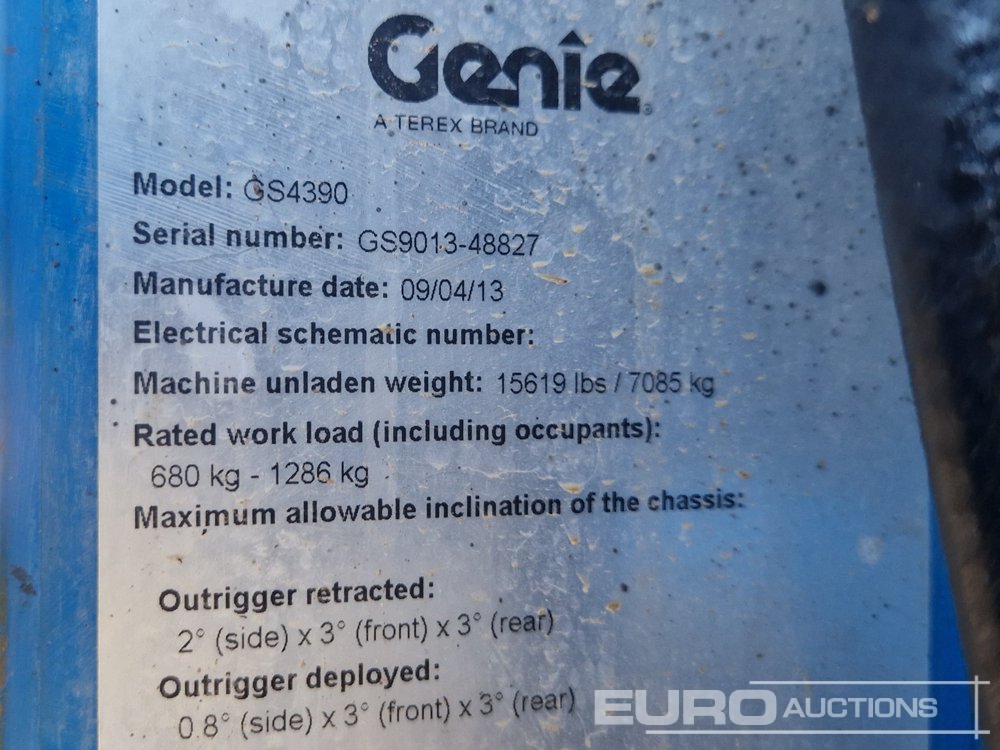 Genie
A TEREX BRAND
Model: GS4390
Serial number: GS9013-48827
Manufacture date: 09/04/13
Electrical schematic number:
Machine unladen weight: 15619 lbs / 7085 kg
Rated work load (including occupants):
680 kg - 1286 kg
Maximum allowable inclination of the chassis:
Outrigger retracted:
2° (side) x 3° (front) x 3° (rear)
Outrigger deployed:
0.8° (side) x 3° (front) x 3° (rear)
EURO AUCTIONS